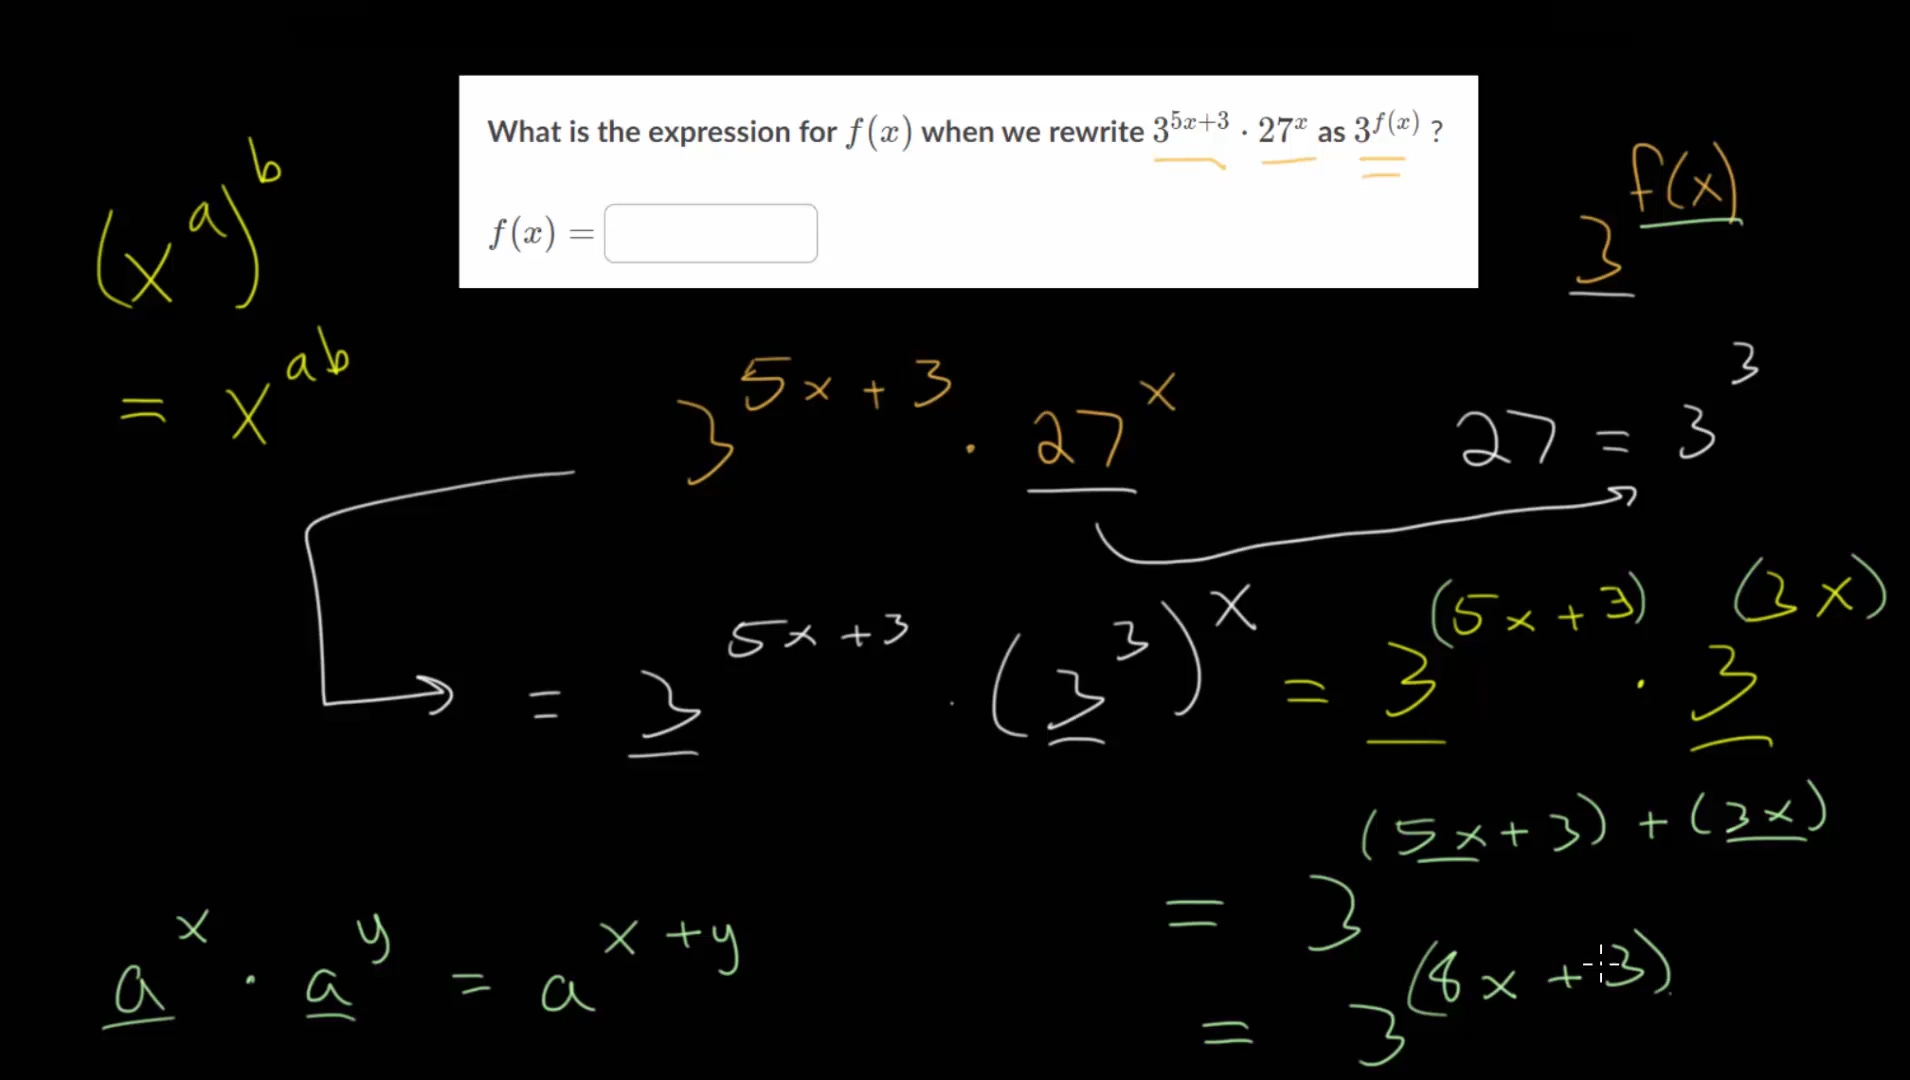 What is the expression for f(x) when we rewrite 3^{5x+3} · 27^x as 3^{f(x)} ?
f(x) =
(x^a)^b
= x^{ab}
3^{f(x)}
3^{5x+3} · 27^x
27 = 3^3
= 3^{5x+3} · (3^3)^x = 3^{(5x+3)} · 3^{(3x)}
= 3^{(5x+3)+(3x)}
a^x · a^y = a^{x+y}
= 3^{(8x+3)}